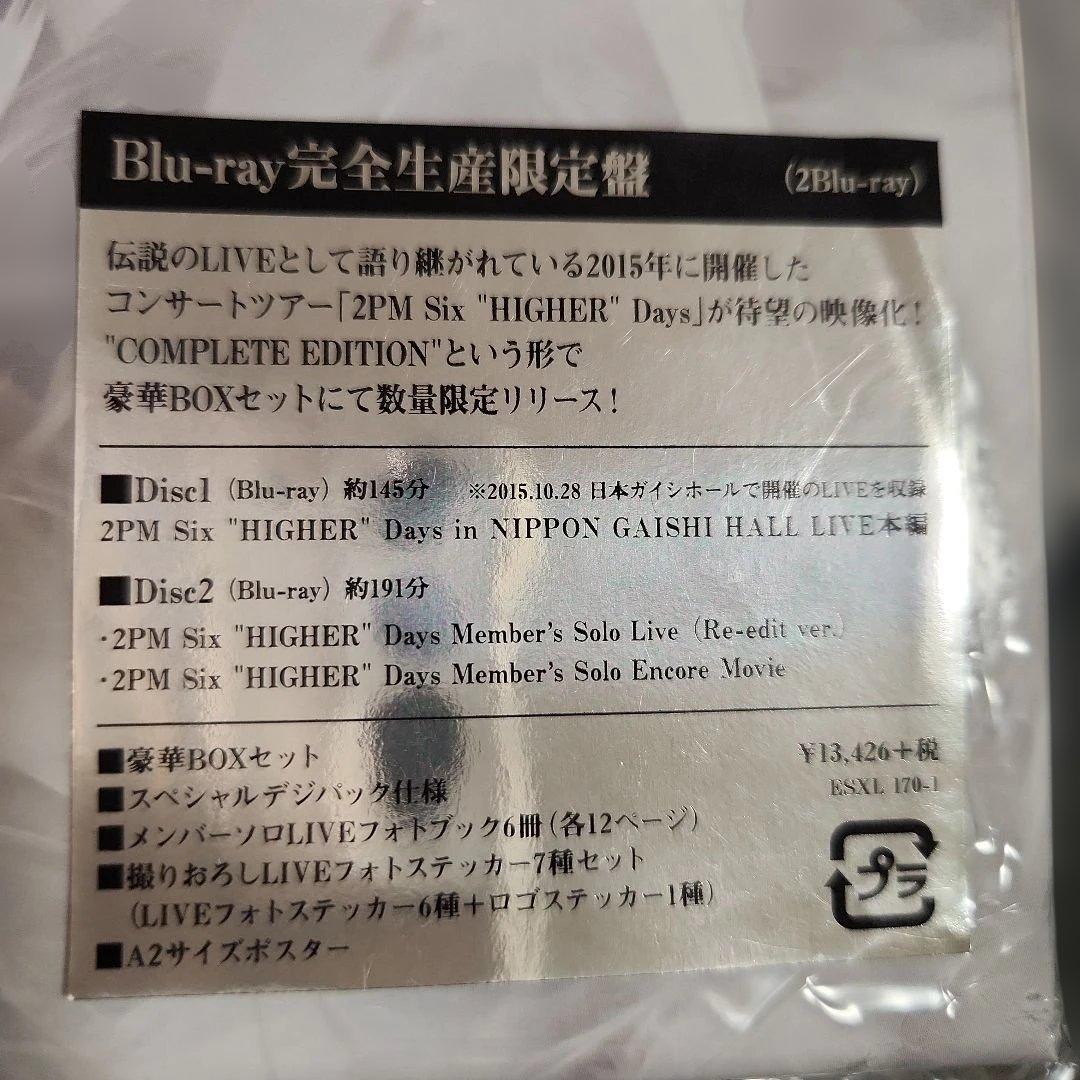 Blu-ray完全生産限定盤 (2Blu-ray)
伝説のLIVEとして語り継がれている2015年に開催した
コンサートツアー「2PM Six "HIGHER" Days」が待望の映像化！
"COMPLETE EDITION"という形で
豪華BOXセットにて数量限定リリース！
■Disc1（Blu-ray）約145分 ※2015.10.28 日本ガイシホールで開催のLIVEを収録
2PM Six "HIGHER" Days in NIPPON GAISHI HALL LIVE本編
■Disc2（Blu-ray）約191分
・2PM Six "HIGHER" Days Member's Solo Live（Re-edit ver.）
・2PM Six "HIGHER" Days Member's Solo Encore Movie
■豪華BOXセット
■スペシャルデジパック仕様
■メンバーソロLIVEフォトブック6冊（各12ページ）
■撮りおろしLIVEフォトステッカー7種セット
（LIVEフォトステッカー6種＋ロゴステッカー1種）
■A2サイズポスター
¥13,426＋税
ESXL 170-1
プラ